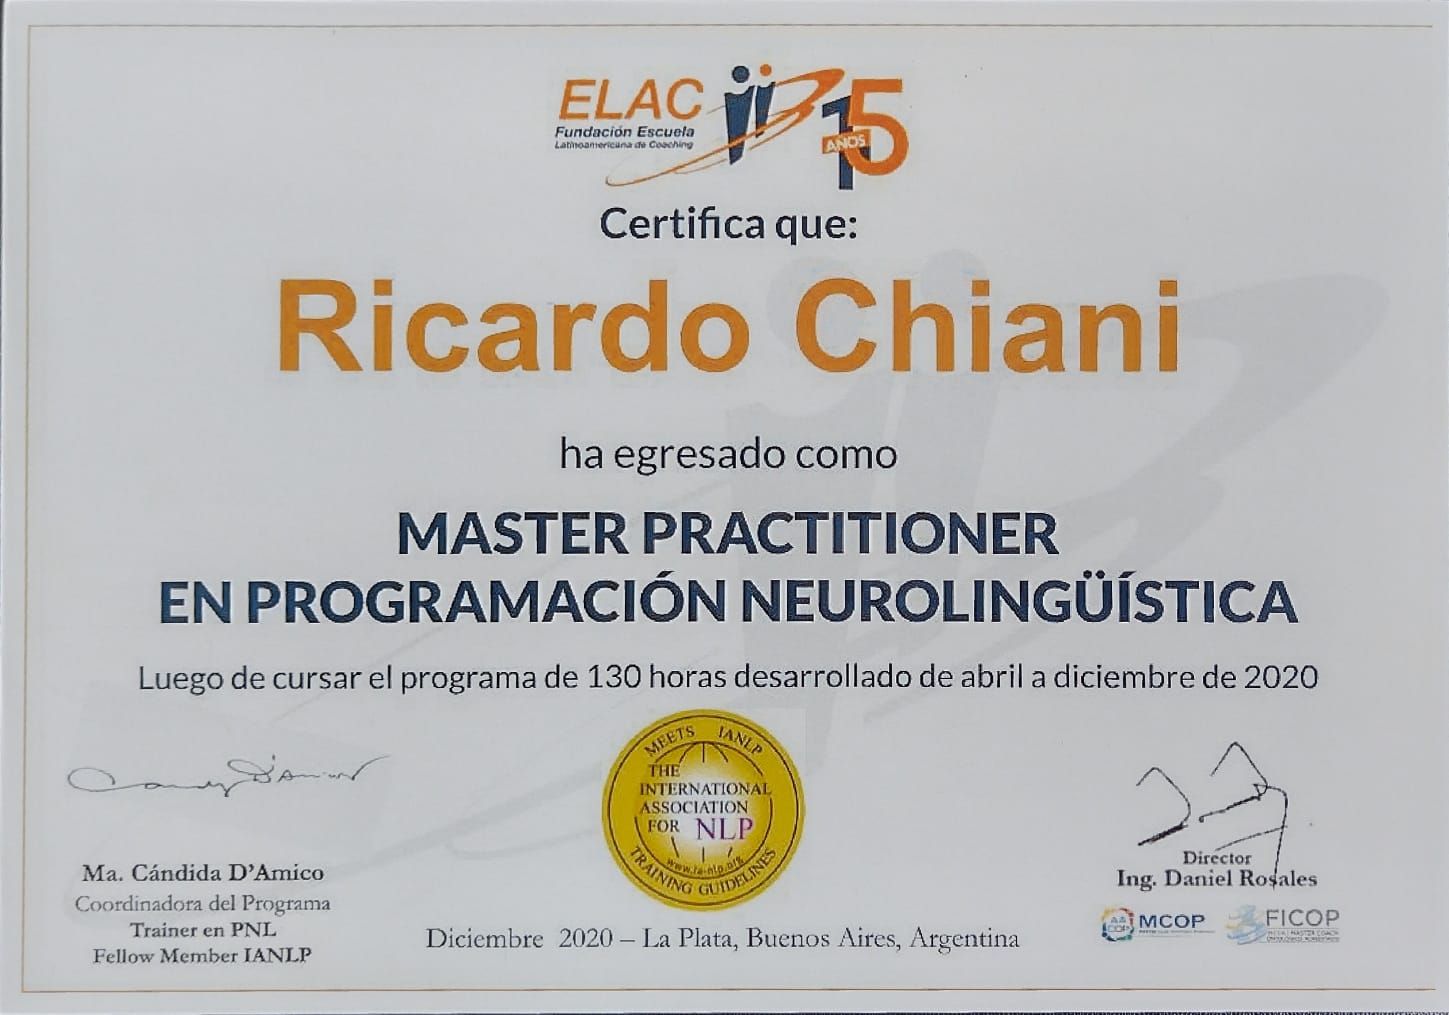 ELAC
Fundación Escuela
Latinoamericana de Coaching
15
AÑOS
Certifica que:
Ricardo Chiani
ha egresado como
MASTER PRACTITIONER
EN PROGRAMACIÓN NEUROLINGÜÍSTICA
Luego de cursar el programa de 130 horas desarrollado de abril a diciembre de 2020
MEETS IANLP
THE
INTERNATIONAL
ASSOCIATION
FOR NLP
www.ia-nlp.org
TRAINING GUIDELINES
Ma. Cándida D'Amico
Coordinadora del Programa
Trainer en PNL
Fellow Member IANLP
Diciembre 2020 – La Plata, Buenos Aires, Argentina
Director
Ing. Daniel Rosales
AA
COP
MCOP
FICOP